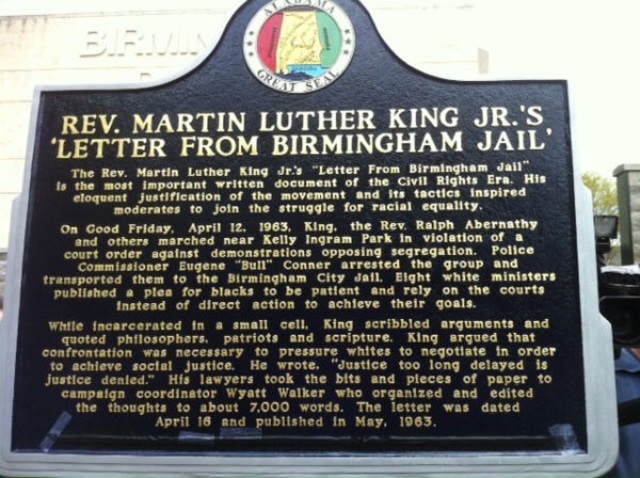 BIRMIN
ALABAMA
GREAT SEAL
REV. MARTIN LUTHER KING JR.'S
'LETTER FROM BIRMINGHAM JAIL'
The Rev. Martin Luther King Jr.'s "Letter From Birmingham Jail"
is the most important written document of the Civil Rights Era. His
eloquent justification of the movement and its tactics inspired
moderates to join the struggle for racial equality.
On Good Friday, April 12, 1963, King, the Rev. Ralph Abernathy
and others marched near Kelly Ingram Park in violation of a
court order against demonstrations opposing segregation. Police
Commissioner Eugene "Bull" Conner arrested the group and
transported them to the Birmingham City Jail. Eight white ministers
published a plea for blacks to be patient and rely on the courts
instead of direct action to achieve their goals.
While incarcerated in a small cell, King scribbled arguments and
quoted philosophers, patriots and scripture. King argued that
confrontation was necessary to pressure whites to negotiate in order
to achieve social justice. He wrote, "Justice too long delayed is
justice denied." His lawyers took the bits and pieces of paper to
campaign coordinator Wyatt Walker who organized and edited
the thoughts to about 7,000 words. The letter was dated
April 16 and published in May, 1963.